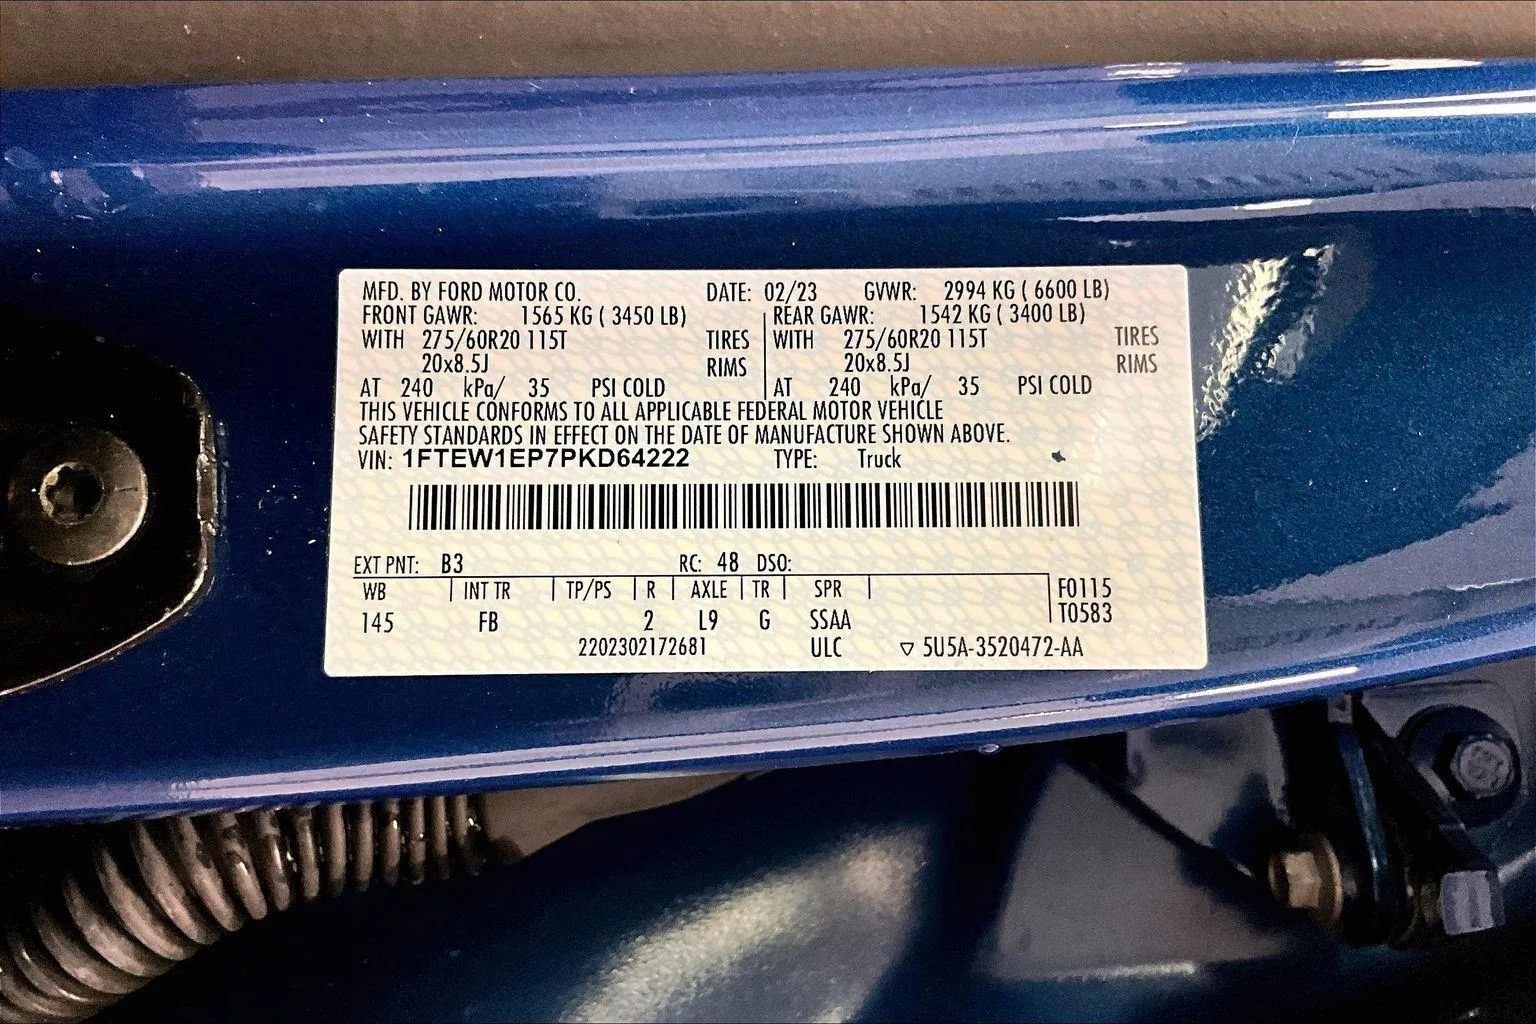 MFD. BY FORD MOTOR CO. DATE: 02/23 GVWR: 2994 KG ( 6600 LB)
FRONT GAWR: 1565 KG ( 3450 LB) REAR GAWR: 1542 KG ( 3400 LB)
WITH 275/60R20 115T TIRES WITH 275/60R20 115T TIRES
20x8.5J RIMS 20x8.5J RIMS
AT 240 kPa/ 35 PSI COLD AT 240 kPa/ 35 PSI COLD
THIS VEHICLE CONFORMS TO ALL APPLICABLE FEDERAL MOTOR VEHICLE
SAFETY STANDARDS IN EFFECT ON THE DATE OF MANUFACTURE SHOWN ABOVE.
VIN: 1FTEW1EP7PKD64222 TYPE: Truck
EXT PNT: B3 RC: 48 DSO:
WB INT TR TP/PS R AXLE TR SPR F0115
145 FB 2 L9 G SSAA T0583
2202302172681 ULC ▽ 5U5A-3520472-AA